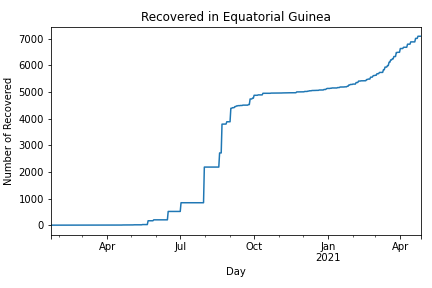 Recovered in Equatorial Guinea
Number of Recovered
7000
6000
5000
4000
3000
2000
1000
0
Apr
Jul
Oct
Jan
2021
Apr
Day